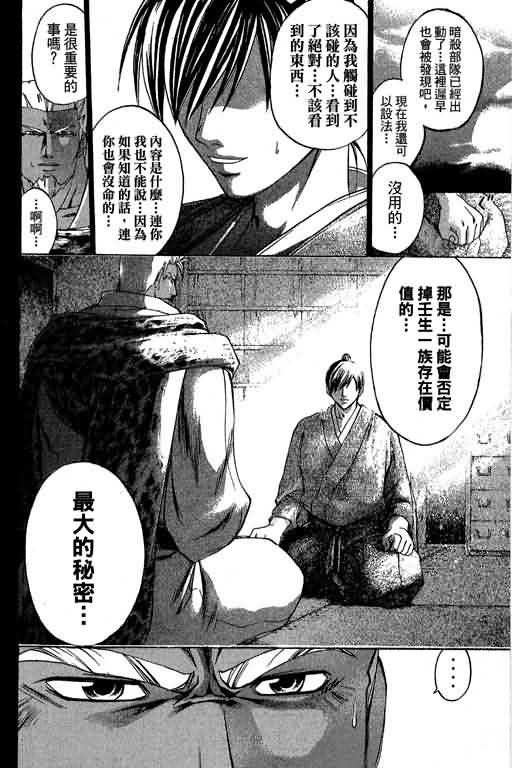 暗殺部隊已經出
動了…這裡遲早
也會被發現吧，
現在我還可
以設法…
沒用的…
因為我觸碰到不
該碰的人…看到
了絕對…不該看
到的東西…
內容是什麼…連你
我也不能說…因為
如果知道的話，連
你也會沒命的…
是很重要的
事嗎？
…啊啊…
那是…可能會否定
掉壬生一族存在價
值的…
最大的秘密…
…